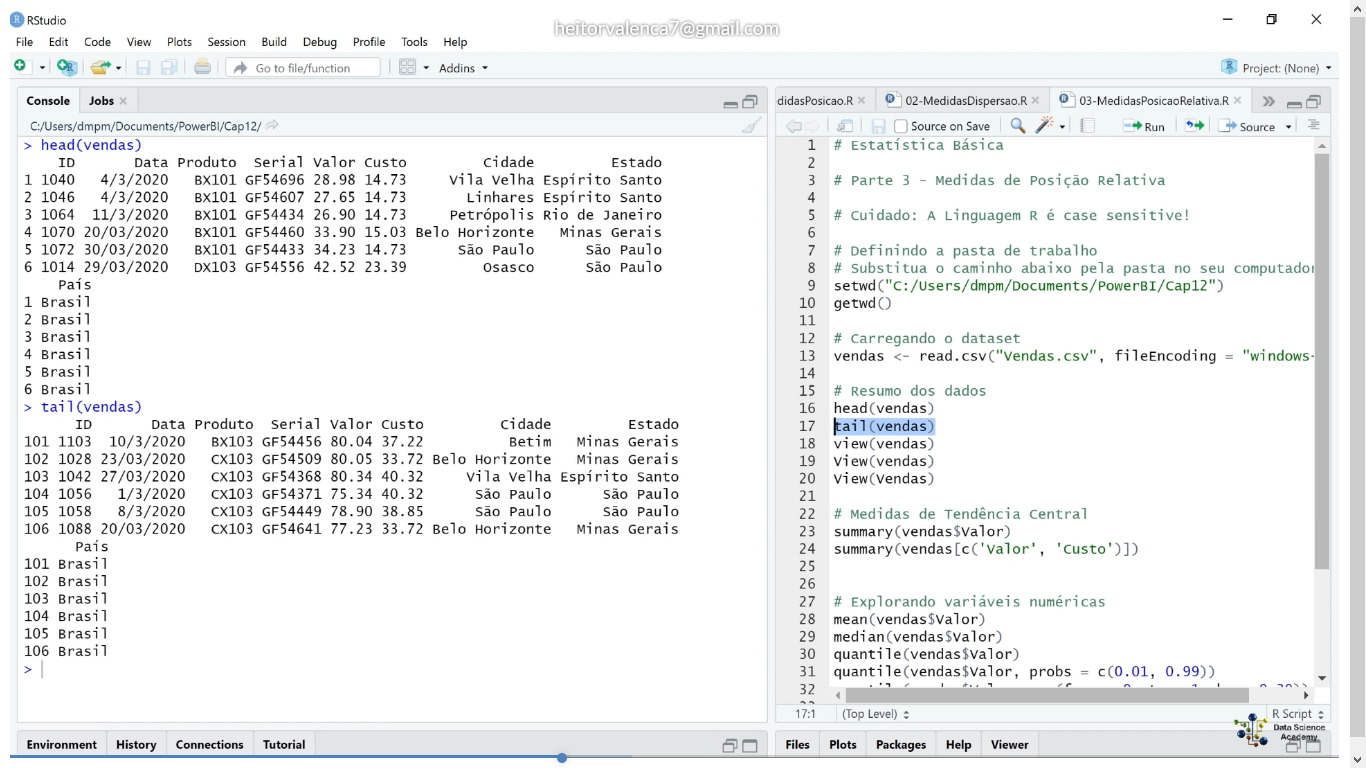 RStudio
heitorvalenca7@gmail.com
File Edit Code View Plots Session Build Debug Profile Tools Help
Go to file/function Addins Project: (None)
Console Jobs
C:/Users/dmpm/Documents/PowerBI/Cap12/
> head(vendas)
ID Data Produto Serial Valor Custo Cidade Estado
1 1040 4/3/2020 BX101 GF54696 28.98 14.73 Vila Velha Espírito Santo
2 1046 4/3/2020 BX101 GF54607 27.65 14.73 Linhares Espírito Santo
3 1064 11/3/2020 BX101 GF54434 26.90 14.73 Petrópolis Rio de Janeiro
4 1070 20/03/2020 BX101 GF54460 33.90 15.03 Belo Horizonte Minas Gerais
5 1072 30/03/2020 BX101 GF54433 34.23 14.73 São Paulo São Paulo
6 1014 29/03/2020 DX103 GF54556 42.52 23.39 Osasco São Paulo
País
1 Brasil
2 Brasil
3 Brasil
4 Brasil
5 Brasil
6 Brasil
> tail(vendas)
ID Data Produto Serial Valor Custo Cidade Estado
101 1103 10/3/2020 BX103 GF54456 80.04 37.22 Betim Minas Gerais
102 1028 23/03/2020 CX103 GF54509 80.05 33.72 Belo Horizonte Minas Gerais
103 1042 27/03/2020 CX103 GF54368 80.34 40.32 Vila Velha Espírito Santo
104 1056 1/3/2020 CX103 GF54371 75.34 40.32 São Paulo São Paulo
105 1058 8/3/2020 CX103 GF54449 78.90 38.85 São Paulo São Paulo
106 1088 20/03/2020 CX103 GF54641 77.23 33.72 Belo Horizonte Minas Gerais
País
101 Brasil
102 Brasil
103 Brasil
104 Brasil
105 Brasil
106 Brasil
>
Environment History Connections Tutorial
didasPosicao.R 02-MedidasDispersao.R 03-MedidasPosicaoRelativa.R
Source on Save Run Source
1 # Estatística Básica
2
3 # Parte 3 - Medidas de Posição Relativa
4
5 # Cuidado: A Linguagem R é case sensitive!
6
7 # Definindo a pasta de trabalho
8 # Substitua o caminho abaixo pela pasta no seu computador
9 setwd("C:/Users/dmpm/Documents/PowerBI/Cap12")
10 getwd()
11
12 # Carregando o dataset
13 vendas <- read.csv("Vendas.csv", fileEncoding = "windows-
14
15 # Resumo dos dados
16 head(vendas)
17 tail(vendas)
18 view(vendas)
19 View(vendas)
20 View(Vendas)
21
22 # Medidas de Tendência Central
23 summary(vendas$Valor)
24 summary(vendas[c('Valor', 'Custo')])
25
26
27 # Explorando variáveis numéricas
28 mean(vendas$Valor)
29 median(vendas$Valor)
30 quantile(vendas$Valor)
31 quantile(vendas$Valor, probs = c(0.01, 0.99))
32
17:1 (Top Level) R Script
Data Science
Academy
Files Plots Packages Help Viewer